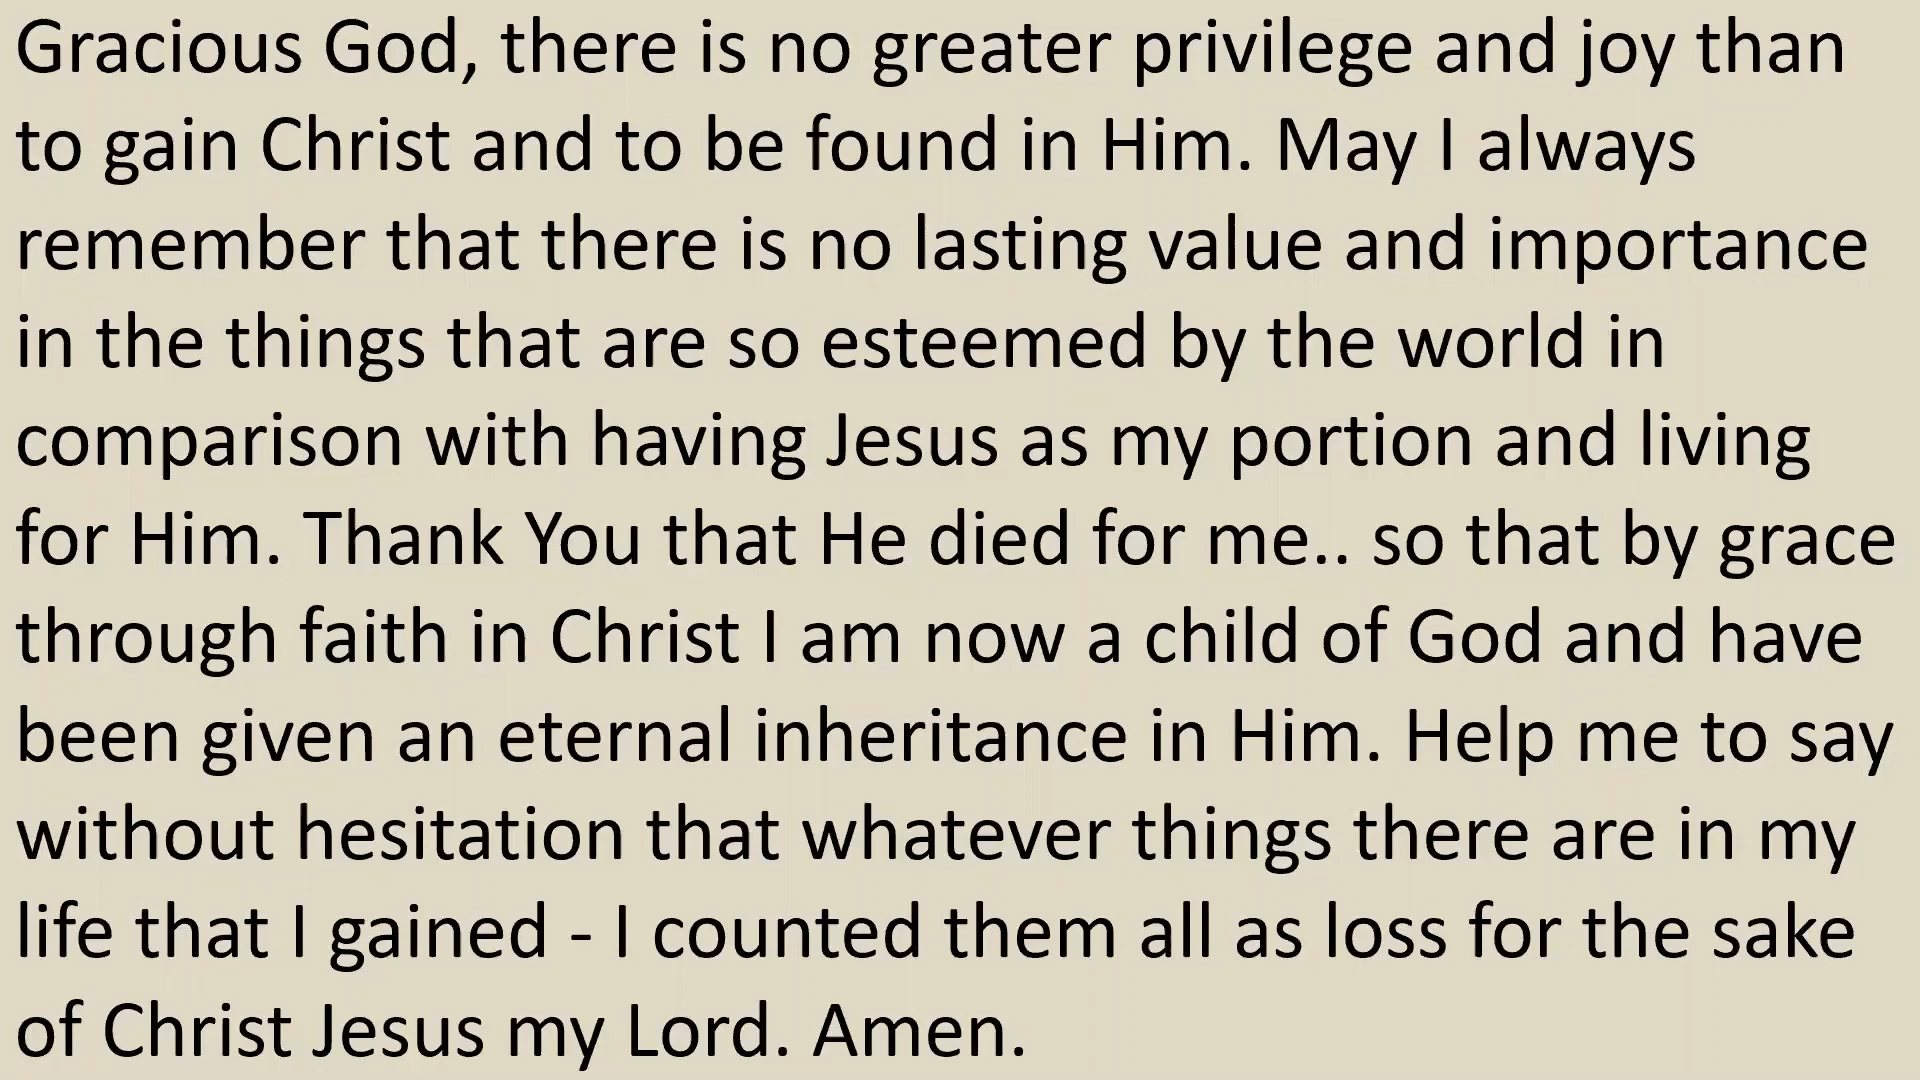 Gracious God, there is no greater privilege and joy than
to gain Christ and to be found in Him. May I always
remember that there is no lasting value and importance
in the things that are so esteemed by the world in
comparison with having Jesus as my portion and living
for Him. Thank You that He died for me.. so that by grace
through faith in Christ I am now a child of God and have
been given an eternal inheritance in Him. Help me to say
without hesitation that whatever things there are in my
life that I gained - I counted them all as loss for the sake
of Christ Jesus my Lord. Amen.